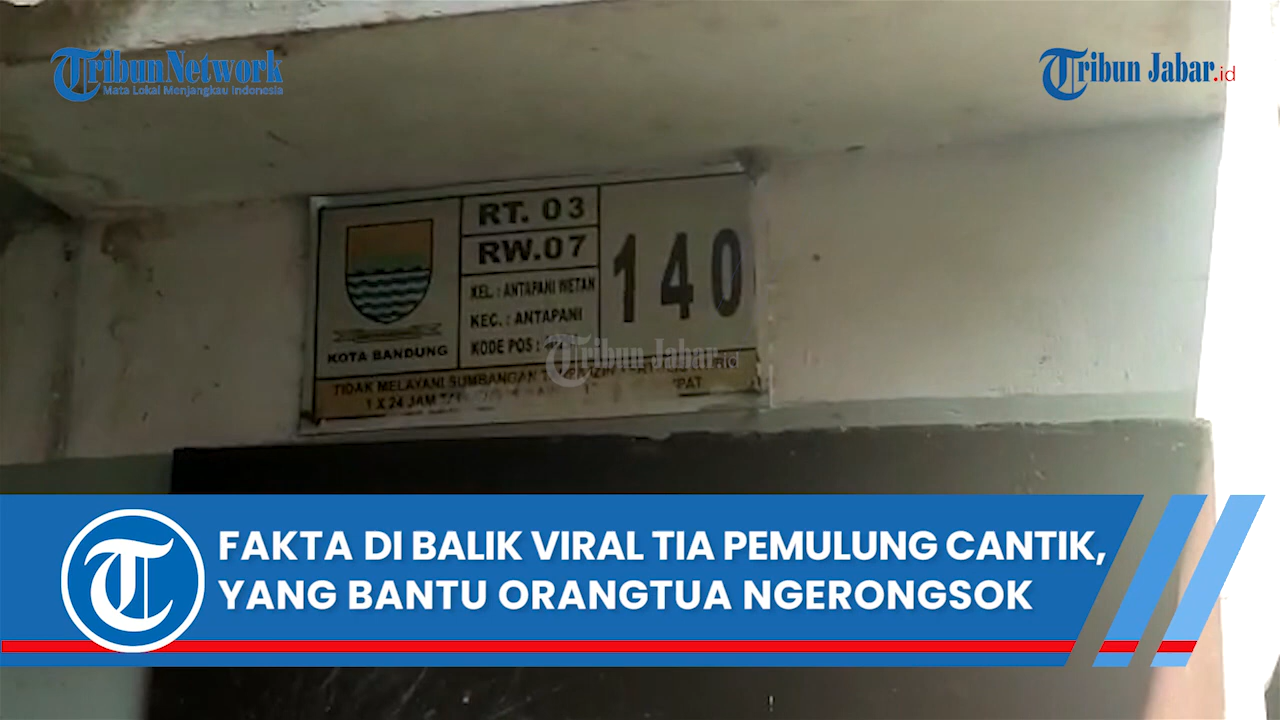 TribunNetwork
Mata Lokal Menjangkau Indonesia
Tribun Jabar.id
RT. 03
RW.07
140
KEL. : ANTAPANI WETAN
KEC. : ANTAPANI
KODE POS :
KOTA BANDUNG
Tribun Jabar.id
TIDAK MELAYANI SUMBANGAN
1 X 24 JAM
FAKTA DI BALIK VIRAL TIA PEMULUNG CANTIK,
YANG BANTU ORANGTUA NGERONGSOK